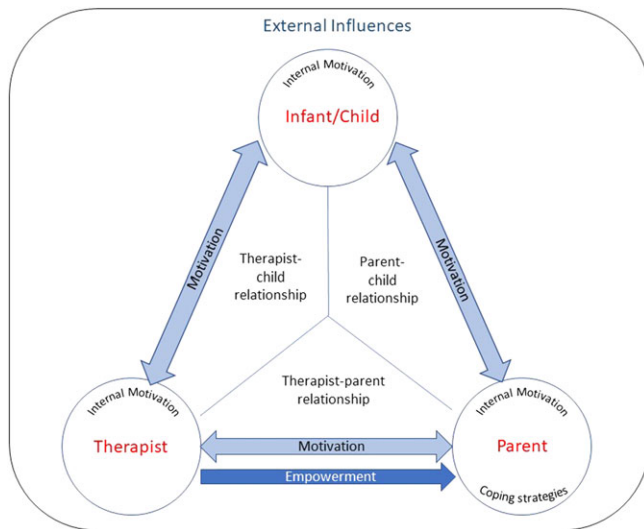 External Influences
Internal Motivation
Infant/Child
Motivation
Motivation
Therapist-
child
relationship
Parent-
child
relationship
Therapist-parent
relationship
Internal Motivation
Therapist
Motivation
Empowerment
Internal Motivation
Parent
Coping strategies